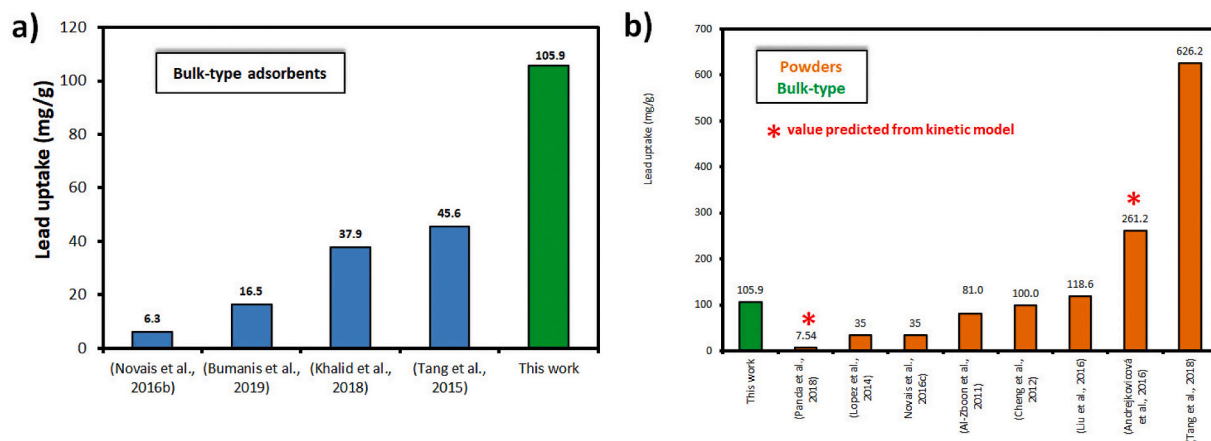 a)
Lead uptake (mg/g)
120
100
80
60
40
20
0
Bulk-type adsorbents
6.3
16.5
37.9
45.6
105.9
(Novais et al.,
2016b)
(Bumanis et al.,
2019)
(Khalid et al.,
2018)
(Tang et al.,
2015)
This work
b)
Lead uptake (mg/g)
700
600
500
400
300
200
100
0
Powders
Bulk-type
* value predicted from kinetic model
105.9
*
7.54
35
35
81.0
100.0
118.6
*
261.2
626.2
This work
(Panda et al.,
2018)
(Lopez et al.,
2014)
Novais et al.,
2016c)
(Al-Zboon et al.,
2011)
(Cheng et al.,
2012)
(Liu et al., 2016)
(Andrejkovicová
et al., 2016)
(Tang et al., 2018)